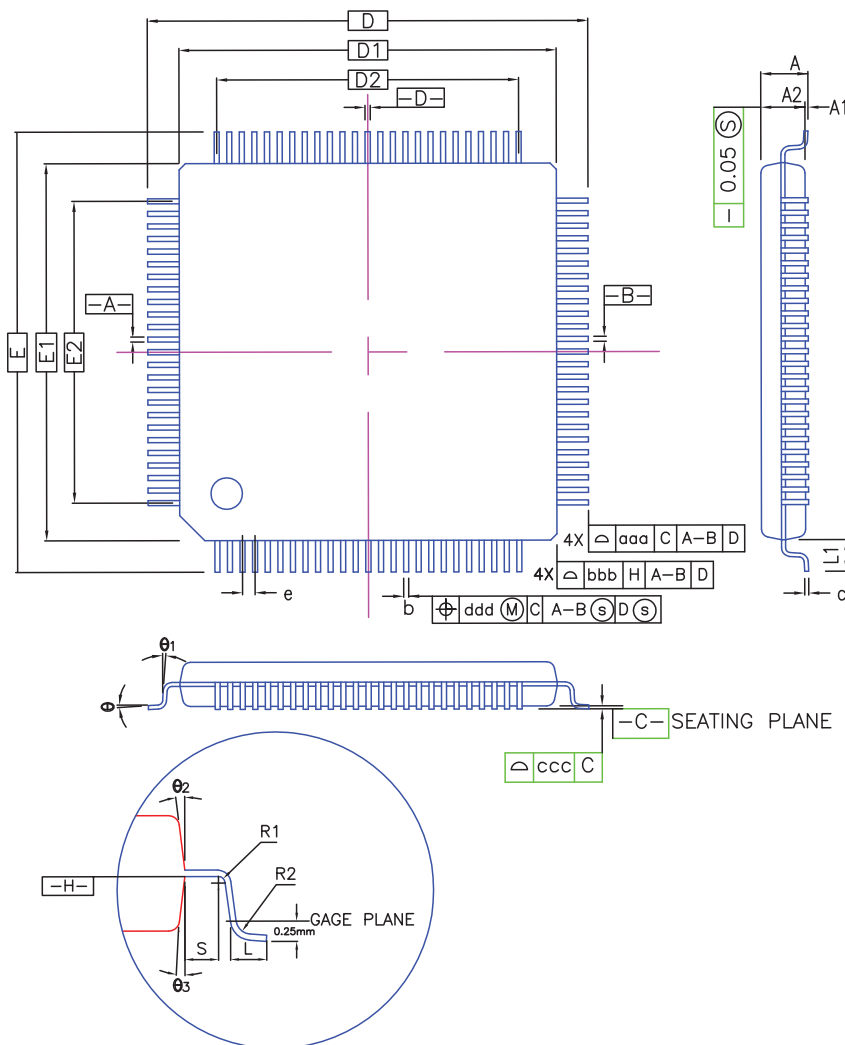 D
D1
D2
-D-
A
A2
A1
0.05 Ⓢ
-A-
-B-
E
E1
E2
4X ⌓ aaa C A-B D
4X ⌓ bbb H A-B D
e
b ⌖ ddd Ⓜ C A-B Ⓢ D Ⓢ
L1
c
θ1
θ
-C- SEATING PLANE
⌓ ccc C
θ2
R1
R2
-H-
GAGE PLANE
0.25mm
S
L
θ3